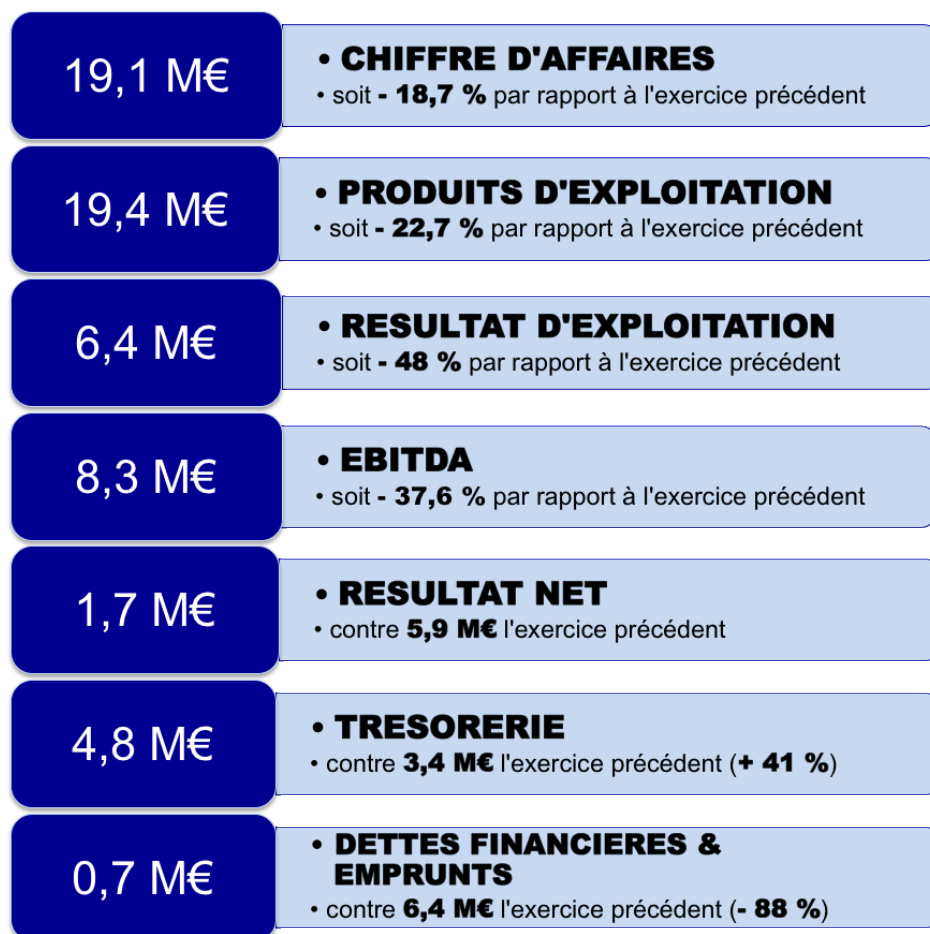 19,1 M€
• CHIFFRE D'AFFAIRES
• soit - 18,7 % par rapport à l'exercice précédent
19,4 M€
• PRODUITS D'EXPLOITATION
• soit - 22,7 % par rapport à l'exercice précédent
6,4 M€
• RESULTAT D'EXPLOITATION
• soit - 48 % par rapport à l'exercice précédent
8,3 M€
• EBITDA
• soit - 37,6 % par rapport à l'exercice précédent
1,7 M€
• RESULTAT NET
• contre 5,9 M€ l'exercice précédent
4,8 M€
• TRESORERIE
• contre 3,4 M€ l'exercice précédent (+ 41 %)
0,7 M€
• DETTES FINANCIERES &
EMPRUNTS
• contre 6,4 M€ l'exercice précédent (- 88 %)